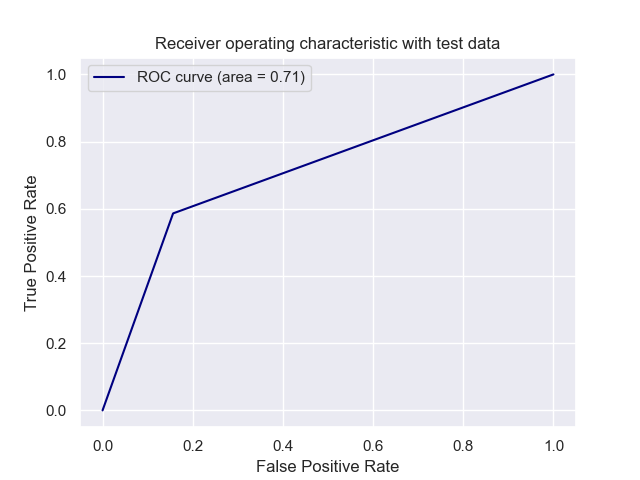 Receiver operating characteristic with test data
ROC curve (area = 0.71)
1.0
0.8
0.6
0.4
0.2
0.0
True Positive Rate
0.0 0.2 0.4 0.6 0.8 1.0
False Positive Rate